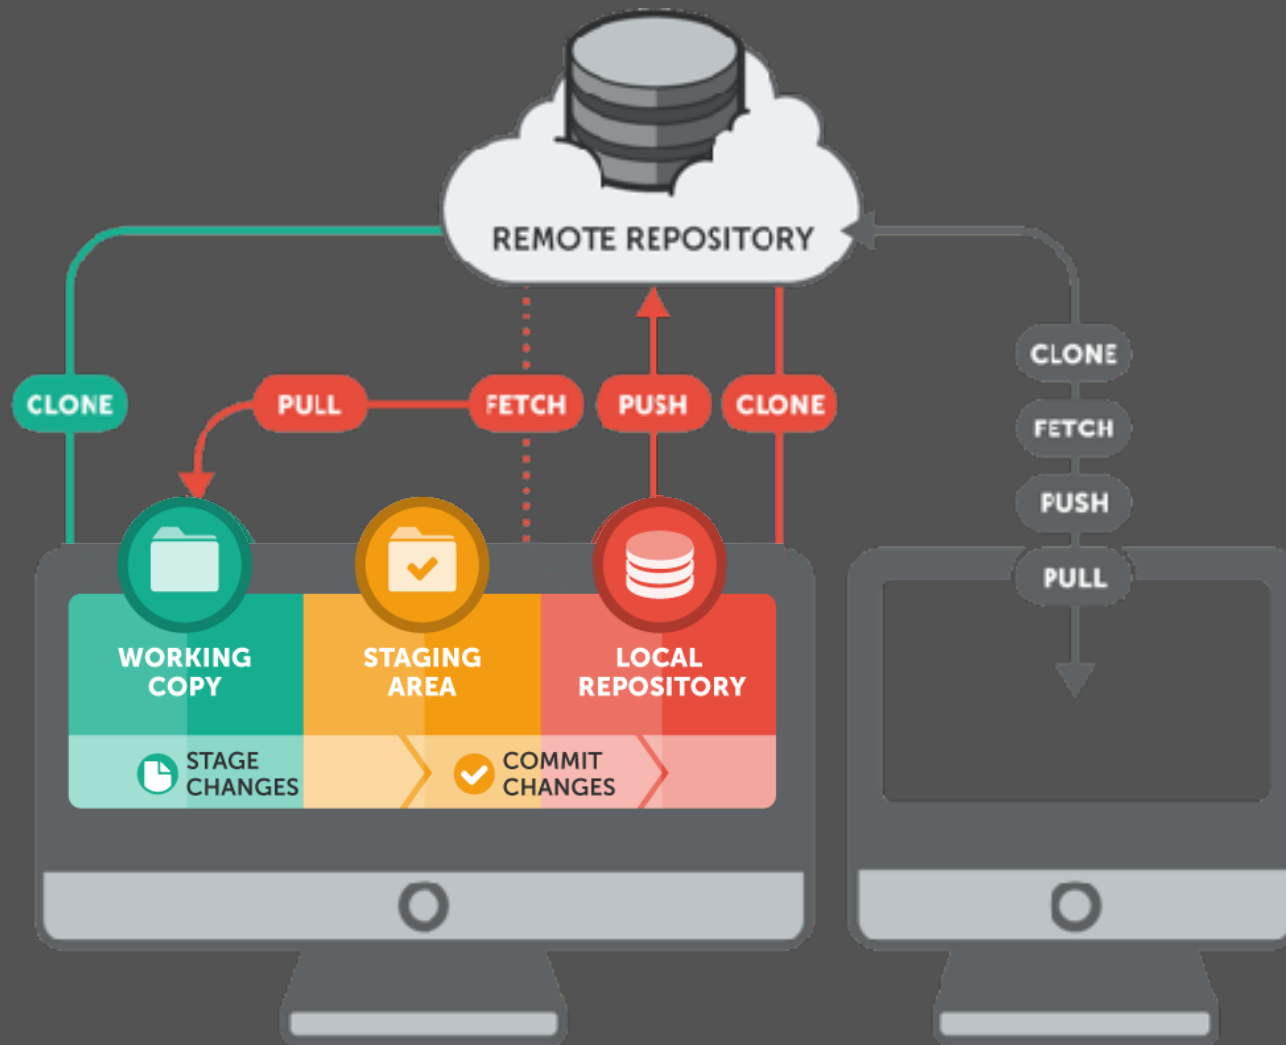 REMOTE REPOSITORY
CLONE
PULL
FETCH
PUSH
CLONE
CLONE
FETCH
PUSH
PULL
WORKING
COPY
STAGING
AREA
LOCAL
REPOSITORY
STAGE
CHANGES
COMMIT
CHANGES